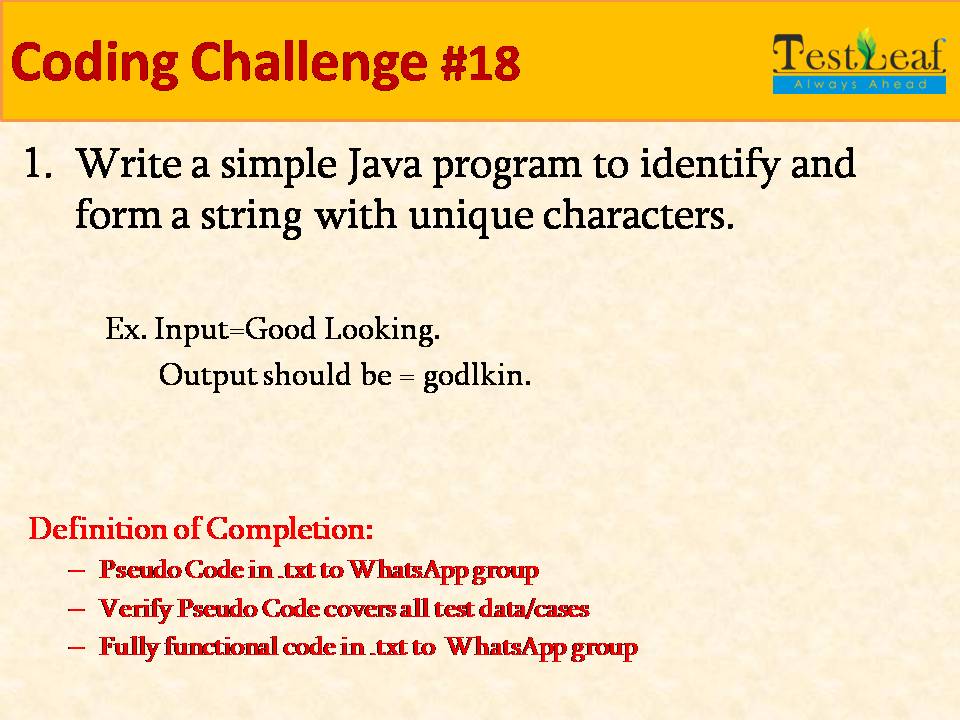 Coding Challenge #18
TestLeaf
Always Ahead
1. Write a simple Java program to identify and
form a string with unique characters.
Ex. Input=Good Looking.
Output should be = godlkin.
Definition of Completion:
– Pseudo Code in .txt to WhatsApp group
– Verify Pseudo Code covers all test data/cases
– Fully functional code in .txt to WhatsApp group